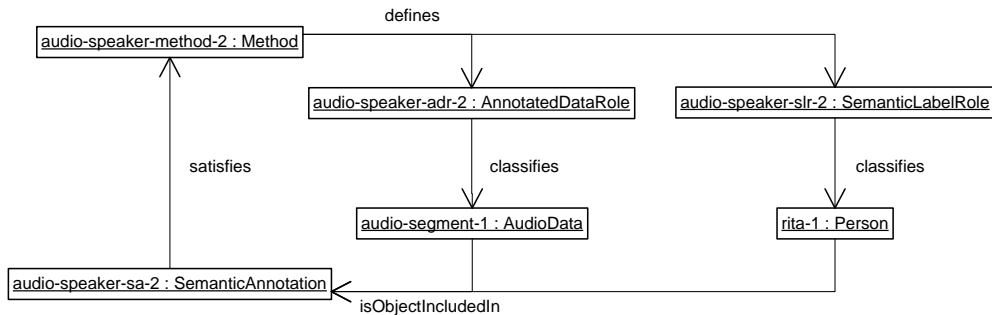 defines
audio-speaker-method-2 : Method
audio-speaker-adr-2 : AnnotatedDataRole
audio-speaker-slr-2 : SemanticLabelRole
satisfies
classifies
classifies
audio-segment-1 : AudioData
rita-1 : Person
audio-speaker-sa-2 : SemanticAnnotation
isObjectIncludedIn